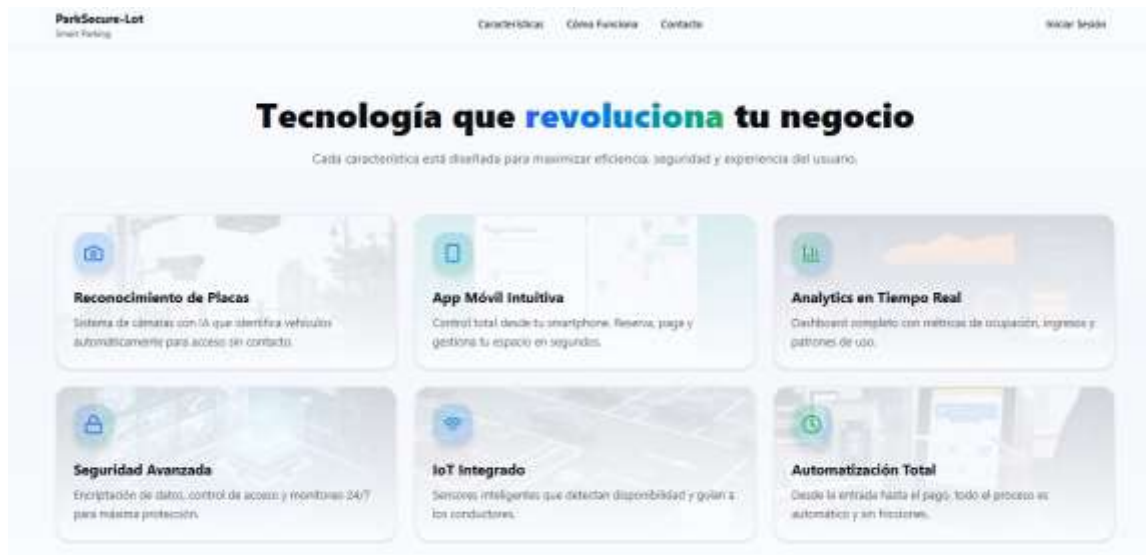 ParkSecure-Lot
Smart Parking
Características Cómo Funciona Contacto
Iniciar Sesión
Tecnología que revoluciona tu negocio
Cada característica está diseñada para maximizar eficiencia, seguridad y experiencia del usuario.
Reconocimiento de Placas
Sistema de cámaras con IA que identifica vehículos
automáticamente para acceso sin contacto.
App Móvil Intuitiva
Control total desde tu smartphone. Reserva, paga y
gestiona tu espacio en segundos.
Analytics en Tiempo Real
Dashboard completo con métricas de ocupación, ingresos y
patrones de uso.
Seguridad Avanzada
Encriptación de datos, control de acceso y monitoreo 24/7
para máxima protección.
IoT Integrado
Sensores inteligentes que detectan disponibilidad y guían a
los conductores.
Automatización Total
Desde la entrada hasta el pago, todo el proceso es
automático y sin fricciones.